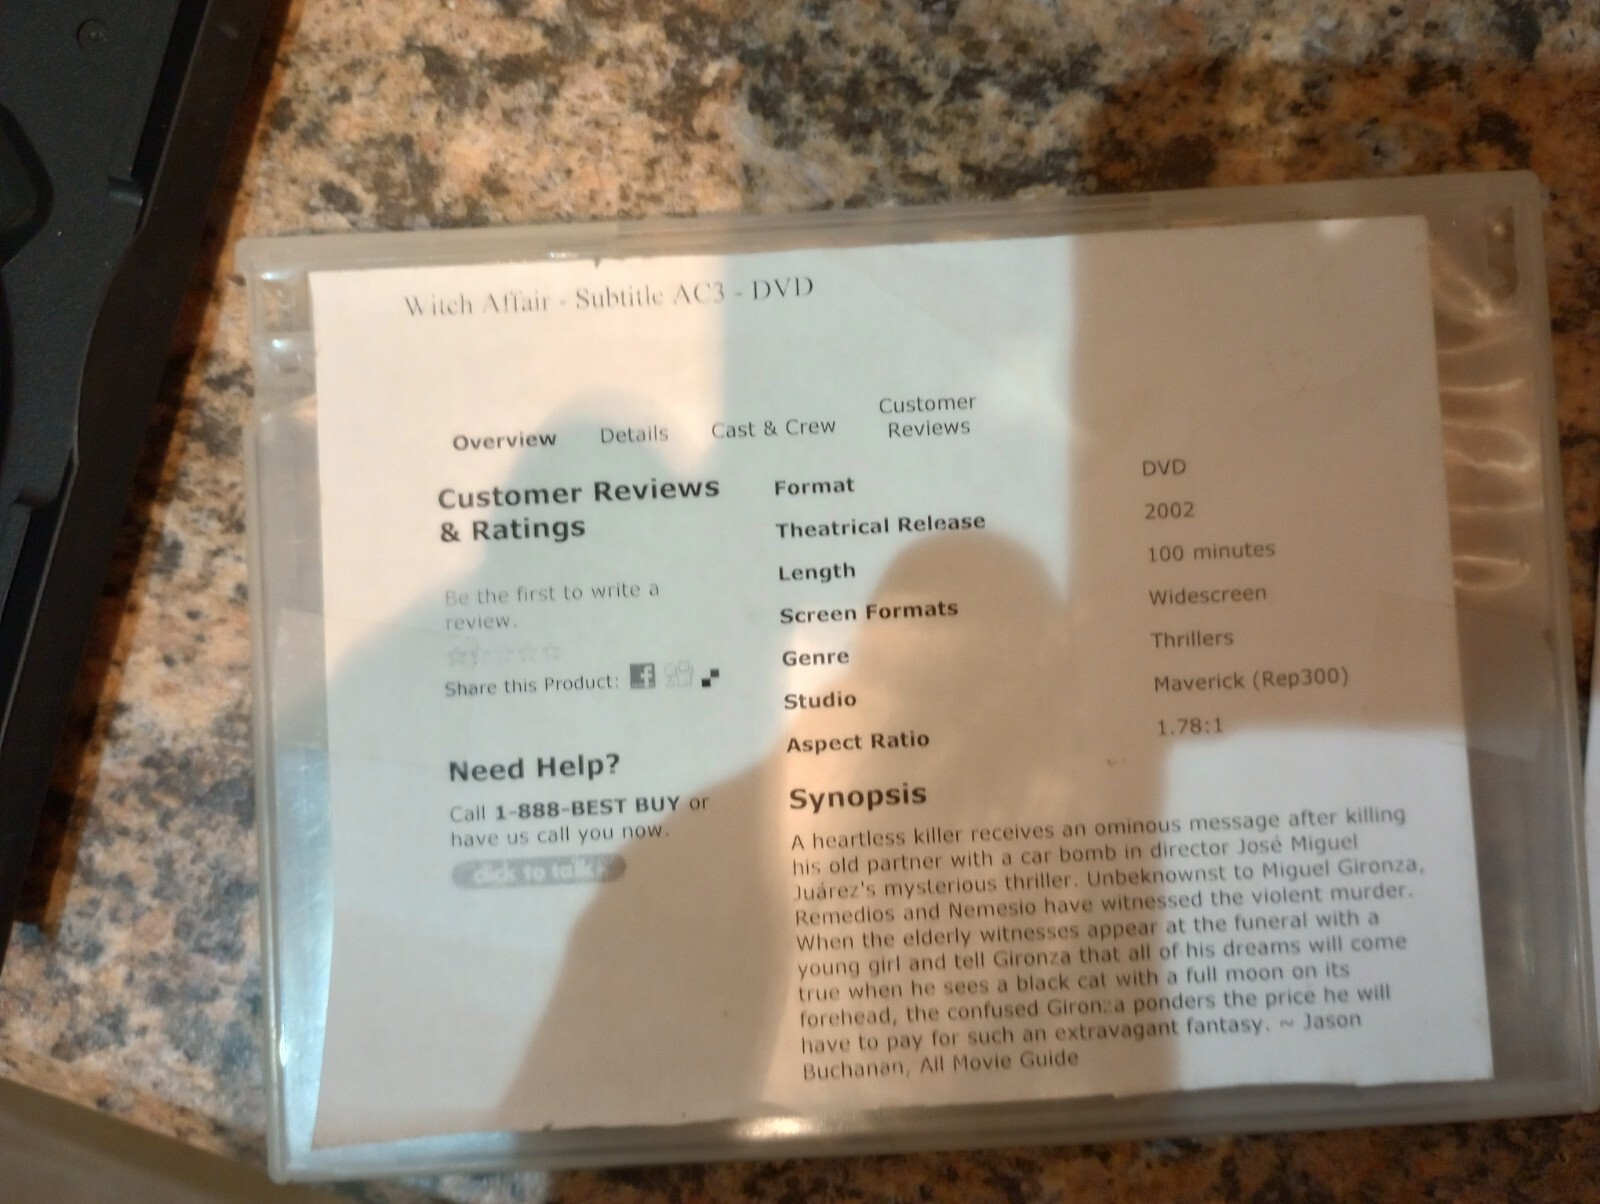 Witch Affair - Subtitle AC3 - DVD
Overview Details Cast & Crew Customer Reviews
Customer Reviews
& Ratings
Be the first to write a
review.
Share this Product:
Need Help?
Call 1-888-BEST BUY or
have us call you now.
click to talk
Format DVD
Theatrical Release 2002
Length 100 minutes
Screen Formats Widescreen
Genre Thrillers
Studio Maverick (Rep300)
Aspect Ratio 1.78:1
Synopsis
A heartless killer receives an ominous message after killing
his old partner with a car bomb in director José Miguel
Juárez's mysterious thriller. Unbeknownst to Miguel Gironza,
Remedios and Nemesio have witnessed the violent murder.
When the elderly witnesses appear at the funeral with a
young girl and tell Gironza that all of his dreams will come
true when he sees a black cat with a full moon on its
forehead, the confused Gironza ponders the price he will
have to pay for such an extravagant fantasy. ~ Jason
Buchanan, All Movie Guide